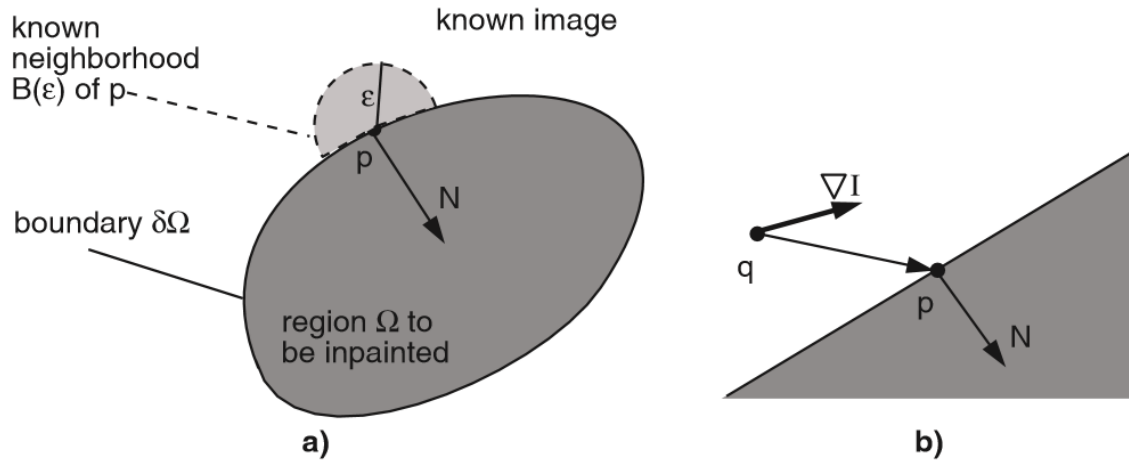 known
neighborhood
B(ε) of p
known image
ε
p
N
boundary δΩ
region Ω to
be inpainted
a)
∇I
q
p
N
b)